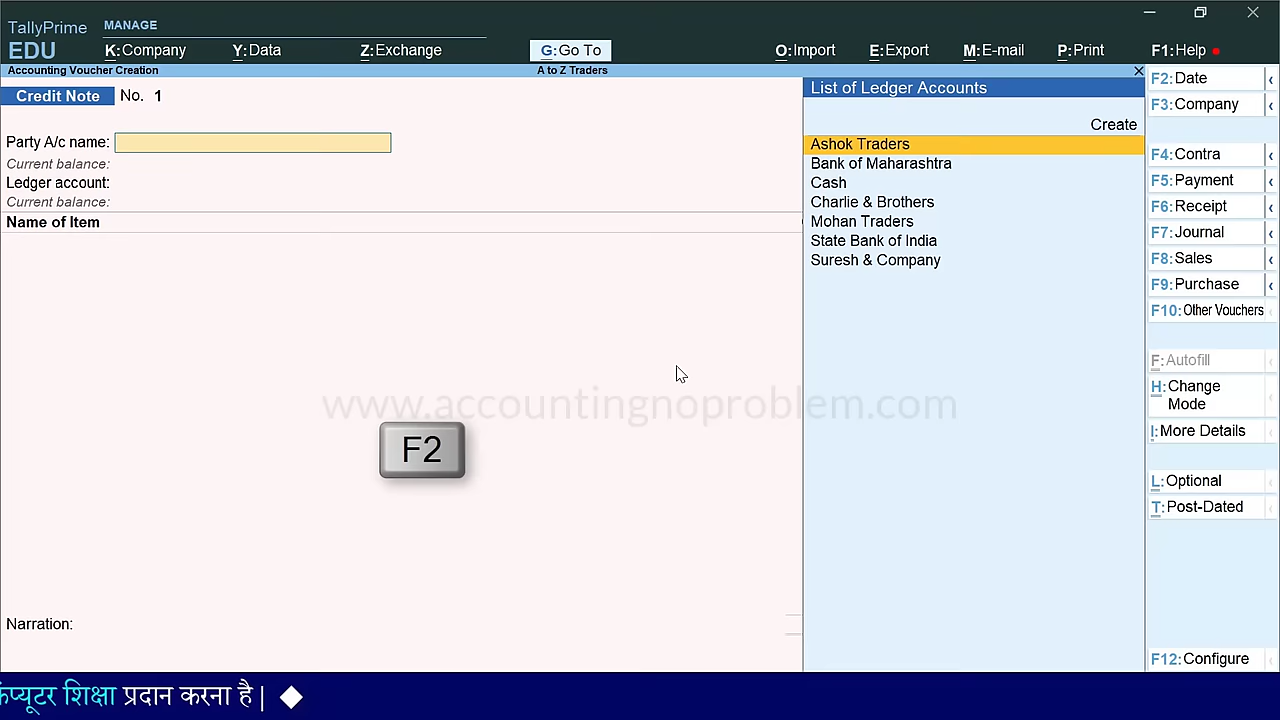 TallyPrime
MANAGE
EDU
K:Company
Y:Data
Z:Exchange
G:Go To
O:Import
E:Export
M:E-mail
P:Print
F1:Help
Accounting Voucher Creation
A to Z Traders
Credit Note No. 1
Party A/c name:
Current balance:
Ledger account:
Current balance:
Name of Item
List of Ledger Accounts
Create
Ashok Traders
Bank of Maharashtra
Cash
Charlie & Brothers
Mohan Traders
State Bank of India
Suresh & Company
F2:Date
F3:Company
F4:Contra
F5:Payment
F6:Receipt
F7:Journal
F8:Sales
F9:Purchase
F10:Other Vouchers
F:Autofill
H:Change
Mode
I:More Details
L:Optional
T:Post-Dated
F12:Configure
www.accountingnoproblem.com
F2
Narration:
कंप्यूटर शिक्षा प्रदान करना है |